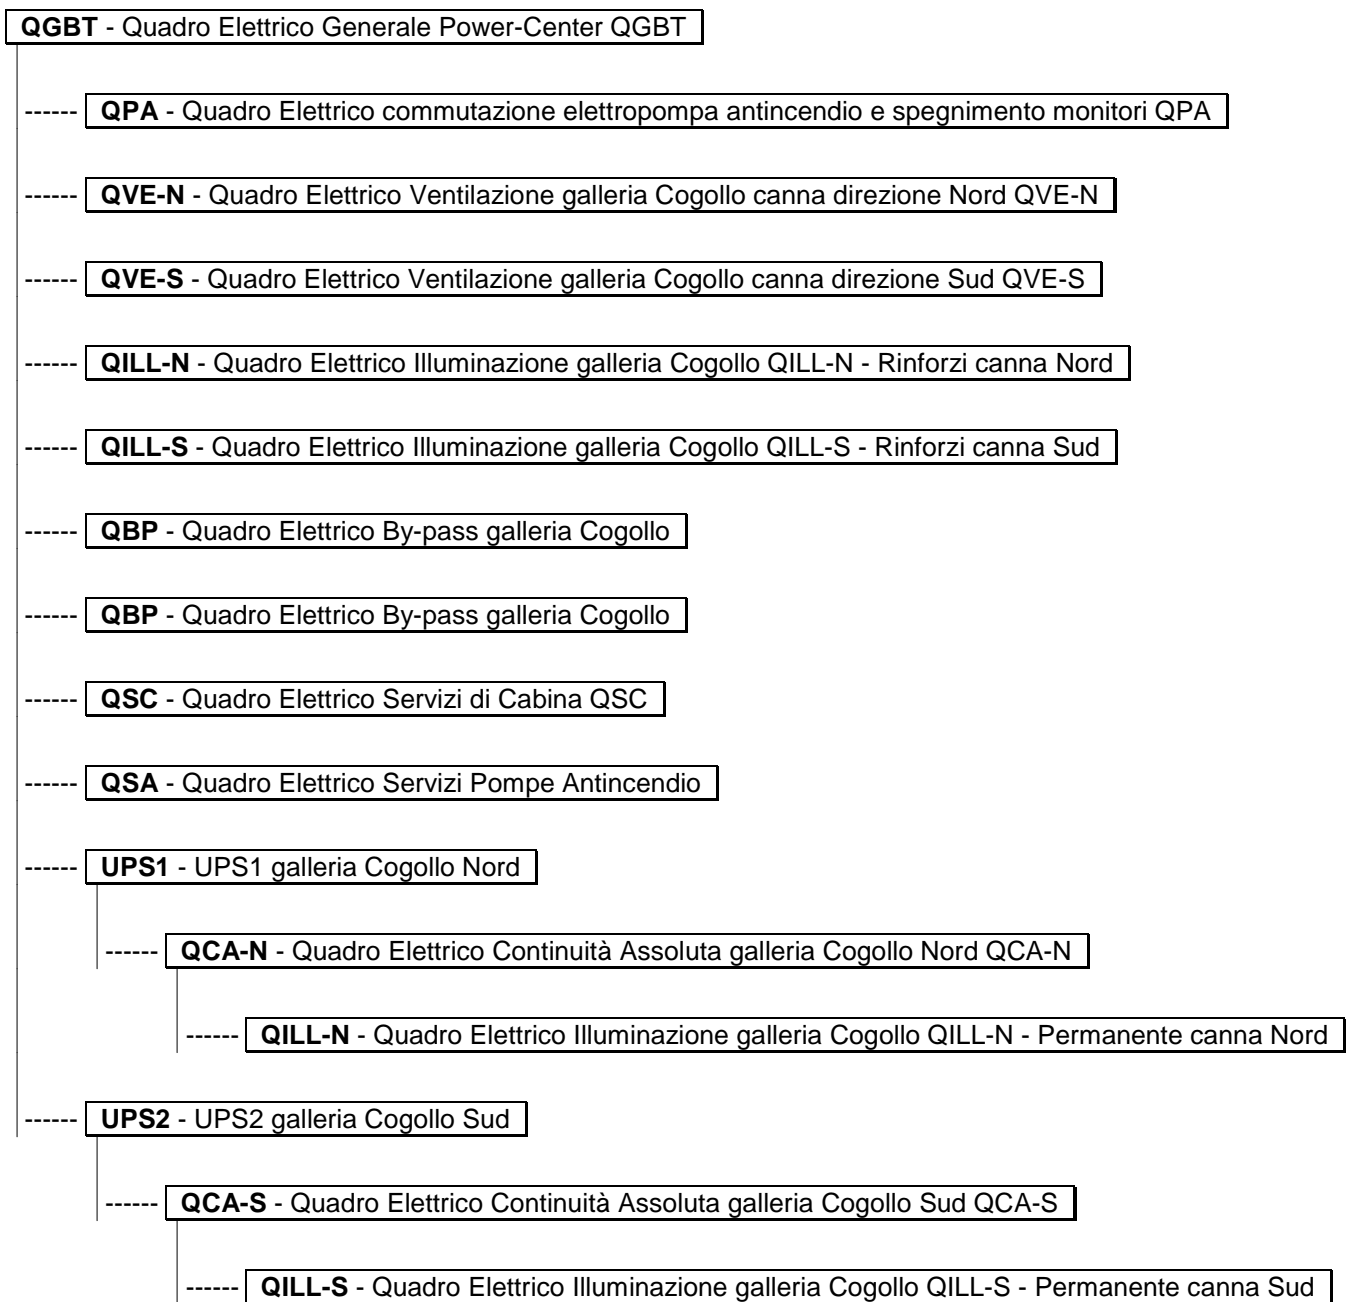 QGBT - Quadro Elettrico Generale Power-Center QGBT
------ QPA - Quadro Elettrico commutazione elettropompa antincendio e spegnimento monitori QPA
------ QVE-N - Quadro Elettrico Ventilazione galleria Cogollo canna direzione Nord QVE-N
------ QVE-S - Quadro Elettrico Ventilazione galleria Cogollo canna direzione Sud QVE-S
------ QILL-N - Quadro Elettrico Illuminazione galleria Cogollo QILL-N - Rinforzi canna Nord
------ QILL-S - Quadro Elettrico Illuminazione galleria Cogollo QILL-S - Rinforzi canna Sud
------ QBP - Quadro Elettrico By-pass galleria Cogollo
------ QBP - Quadro Elettrico By-pass galleria Cogollo
------ QSC - Quadro Elettrico Servizi di Cabina QSC
------ QSA - Quadro Elettrico Servizi Pompe Antincendio
------ UPS1 - UPS1 galleria Cogollo Nord
------ QCA-N - Quadro Elettrico Continuità Assoluta galleria Cogollo Nord QCA-N
------ QILL-N - Quadro Elettrico Illuminazione galleria Cogollo QILL-N - Permanente canna Nord
------ UPS2 - UPS2 galleria Cogollo Sud
------ QCA-S - Quadro Elettrico Continuità Assoluta galleria Cogollo Sud QCA-S
------ QILL-S - Quadro Elettrico Illuminazione galleria Cogollo QILL-S - Permanente canna Sud